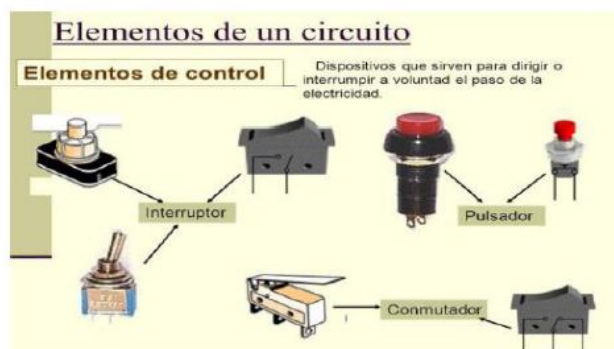 Elementos de un circuito
Elementos de control
Dispositivos que sirven para dirigir o
interrumpir a voluntad el paso de la
electricidad.
Interruptor
Pulsador
Conmutador